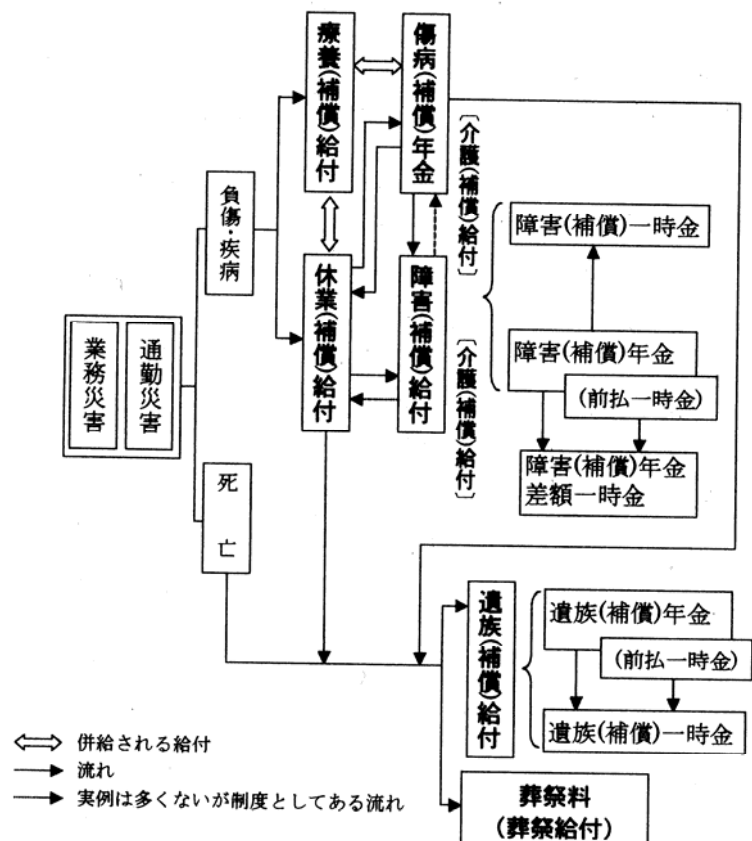 業務災害
通勤災害
負傷・疾病
死亡
療養(補償)給付
傷病(補償)年金
休業(補償)給付
障害(補償)給付
〔介護(補償)給付〕
〔介護(補償)給付〕
障害(補償)一時金
障害(補償)年金
(前払一時金)
障害(補償)年金
差額一時金
遺族(補償)給付
遺族(補償)年金
(前払一時金)
遺族(補償)一時金
葬祭料
(葬祭給付)
併給される給付
流れ
実例は多くないが制度としてある流れ